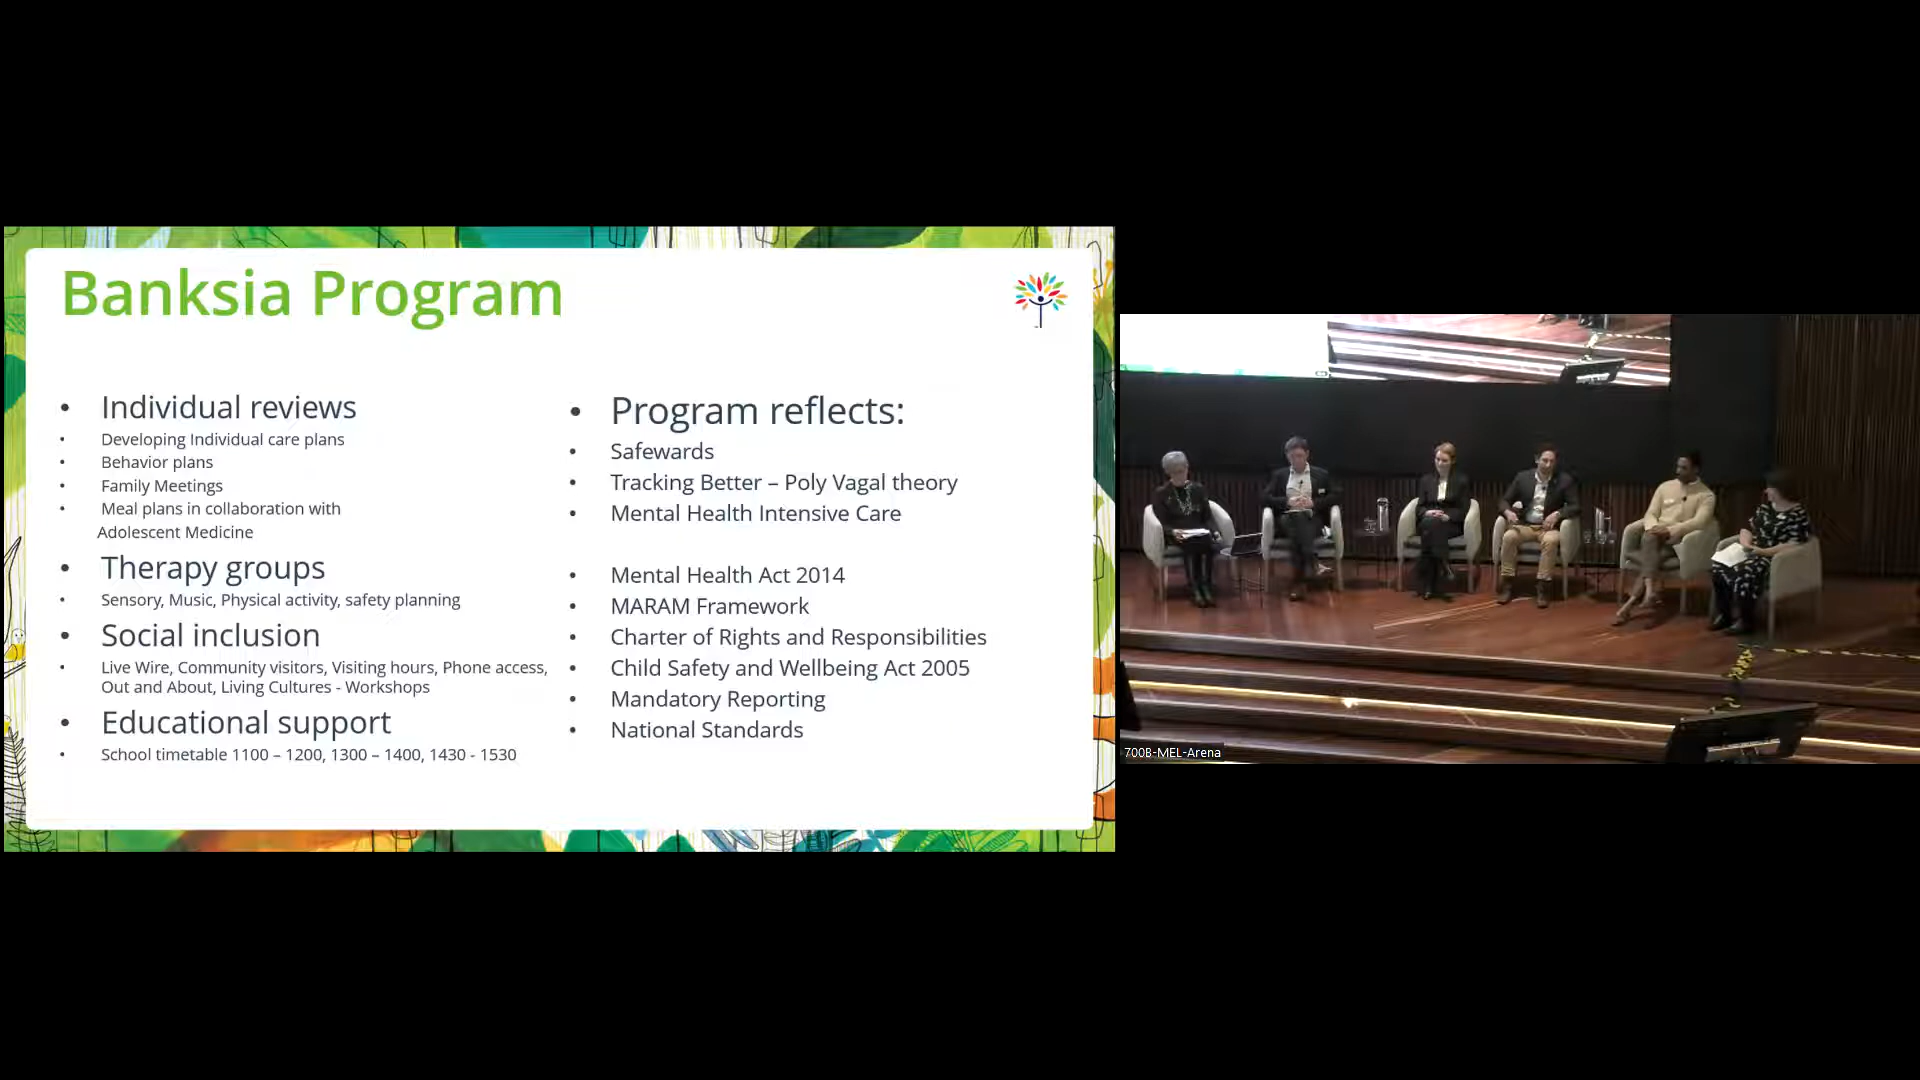 Banksia Program
• Individual reviews
• Developing Individual care plans
• Behavior plans
• Family Meetings
• Meal plans in collaboration with
Adolescent Medicine
• Therapy groups
• Sensory, Music, Physical activity, safety planning
• Social inclusion
• Live Wire, Community visitors, Visiting hours, Phone access,
Out and About, Living Cultures - Workshops
• Educational support
• School timetable 1100 – 1200, 1300 – 1400, 1430 - 1530
• Program reflects:
• Safewards
• Tracking Better – Poly Vagal theory
• Mental Health Intensive Care
• Mental Health Act 2014
• MARAM Framework
• Charter of Rights and Responsibilities
• Child Safety and Wellbeing Act 2005
• Mandatory Reporting
• National Standards
700B-MEL-Arena